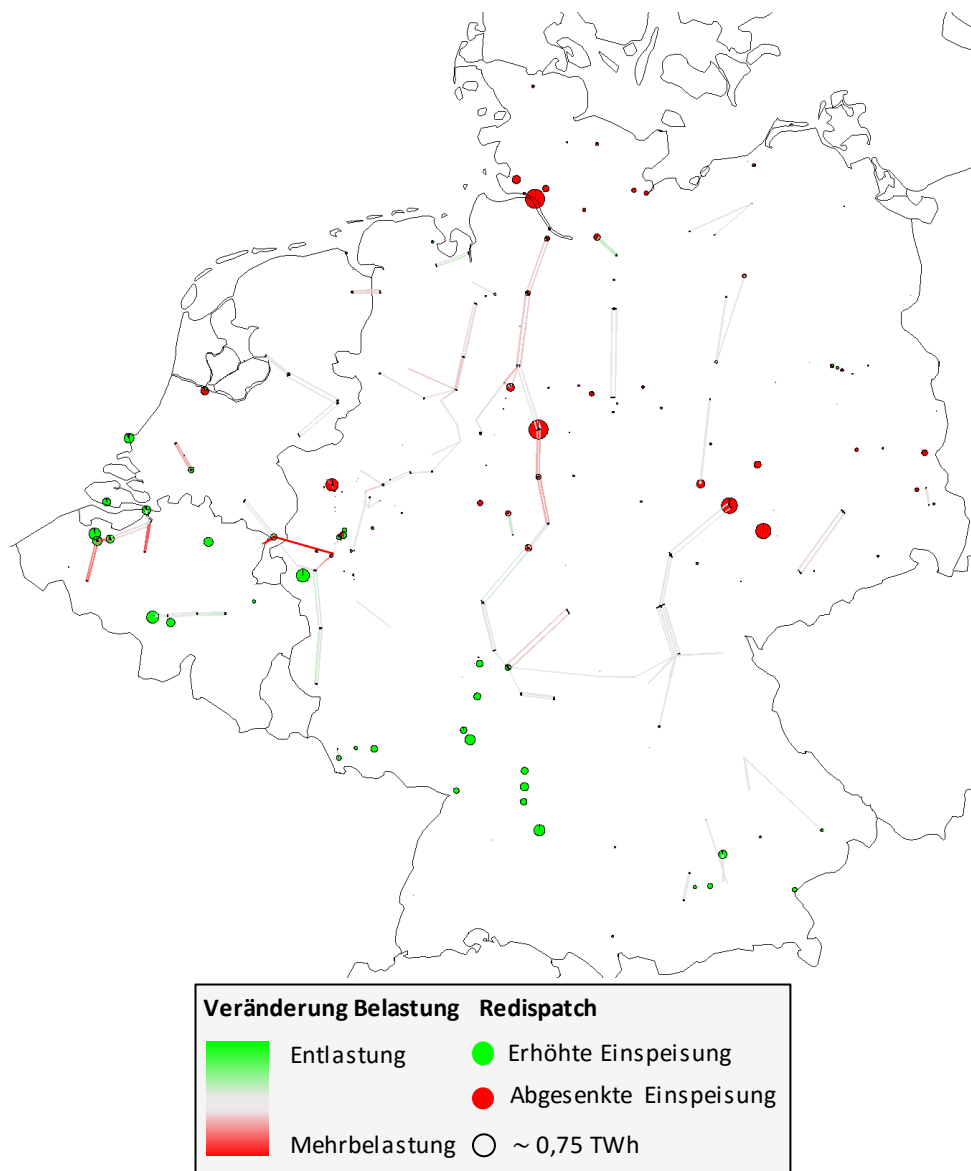 Veränderung Belastung Redispatch
Entlastung Erhöhte Einspeisung
Abgesenkte Einspeisung
Mehrbelastung ~ 0,75 TWh